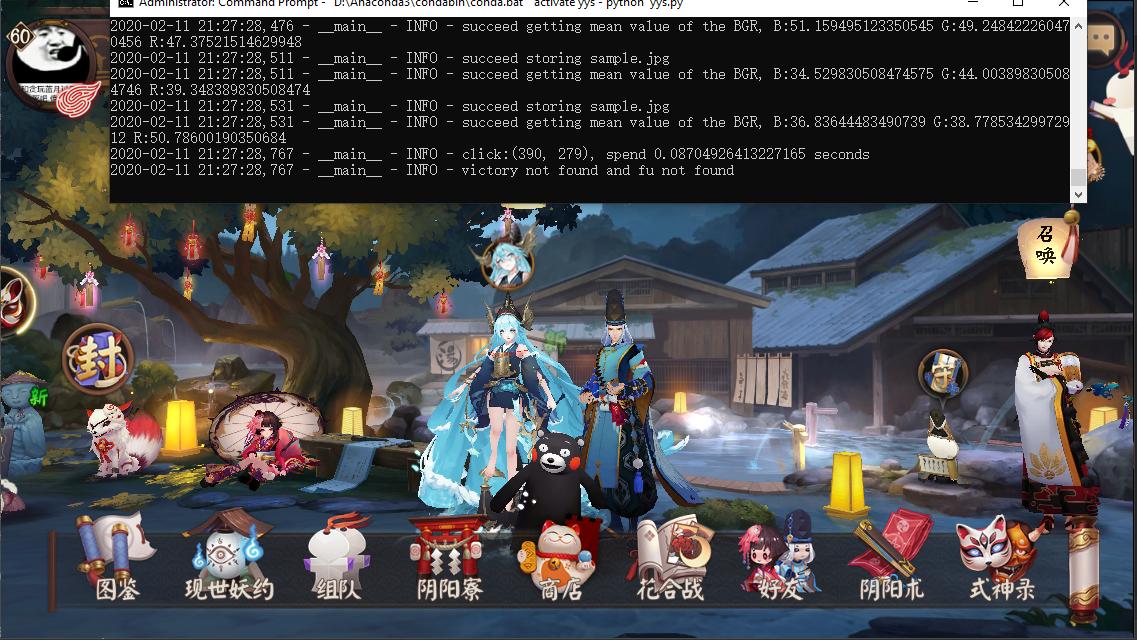 Administrator: Command Prompt - "D:\Anaconda3\condabin\conda.bat" activate yys - python yys.py
2020-02-11 21:27:28,476 - __main__ - INFO - succeed getting mean value of the BGR, B:51.159495123350545 G:49.24842226047
0456 R:47.37521514629948
2020-02-11 21:27:28,511 - __main__ - INFO - succeed storing sample.jpg
2020-02-11 21:27:28,511 - __main__ - INFO - succeed getting mean value of the BGR, B:34.529830508474575 G:44.00389830508
4746 R:39.348389830508474
2020-02-11 21:27:28,531 - __main__ - INFO - succeed storing sample.jpg
2020-02-11 21:27:28,531 - __main__ - INFO - succeed getting mean value of the BGR, B:36.83644483490739 G:38.778534299729
12 R:50.78600190350684
2020-02-11 21:27:28,767 - __main__ - INFO - click:(390, 279), spend 0.08704926413227165 seconds
2020-02-11 21:27:28,767 - __main__ - INFO - victory not found and fu not found
60
召
唤
封
新
图鉴
现世妖约
组队
阴阳寮
商店
花合战
好友
阴阳术
式神录